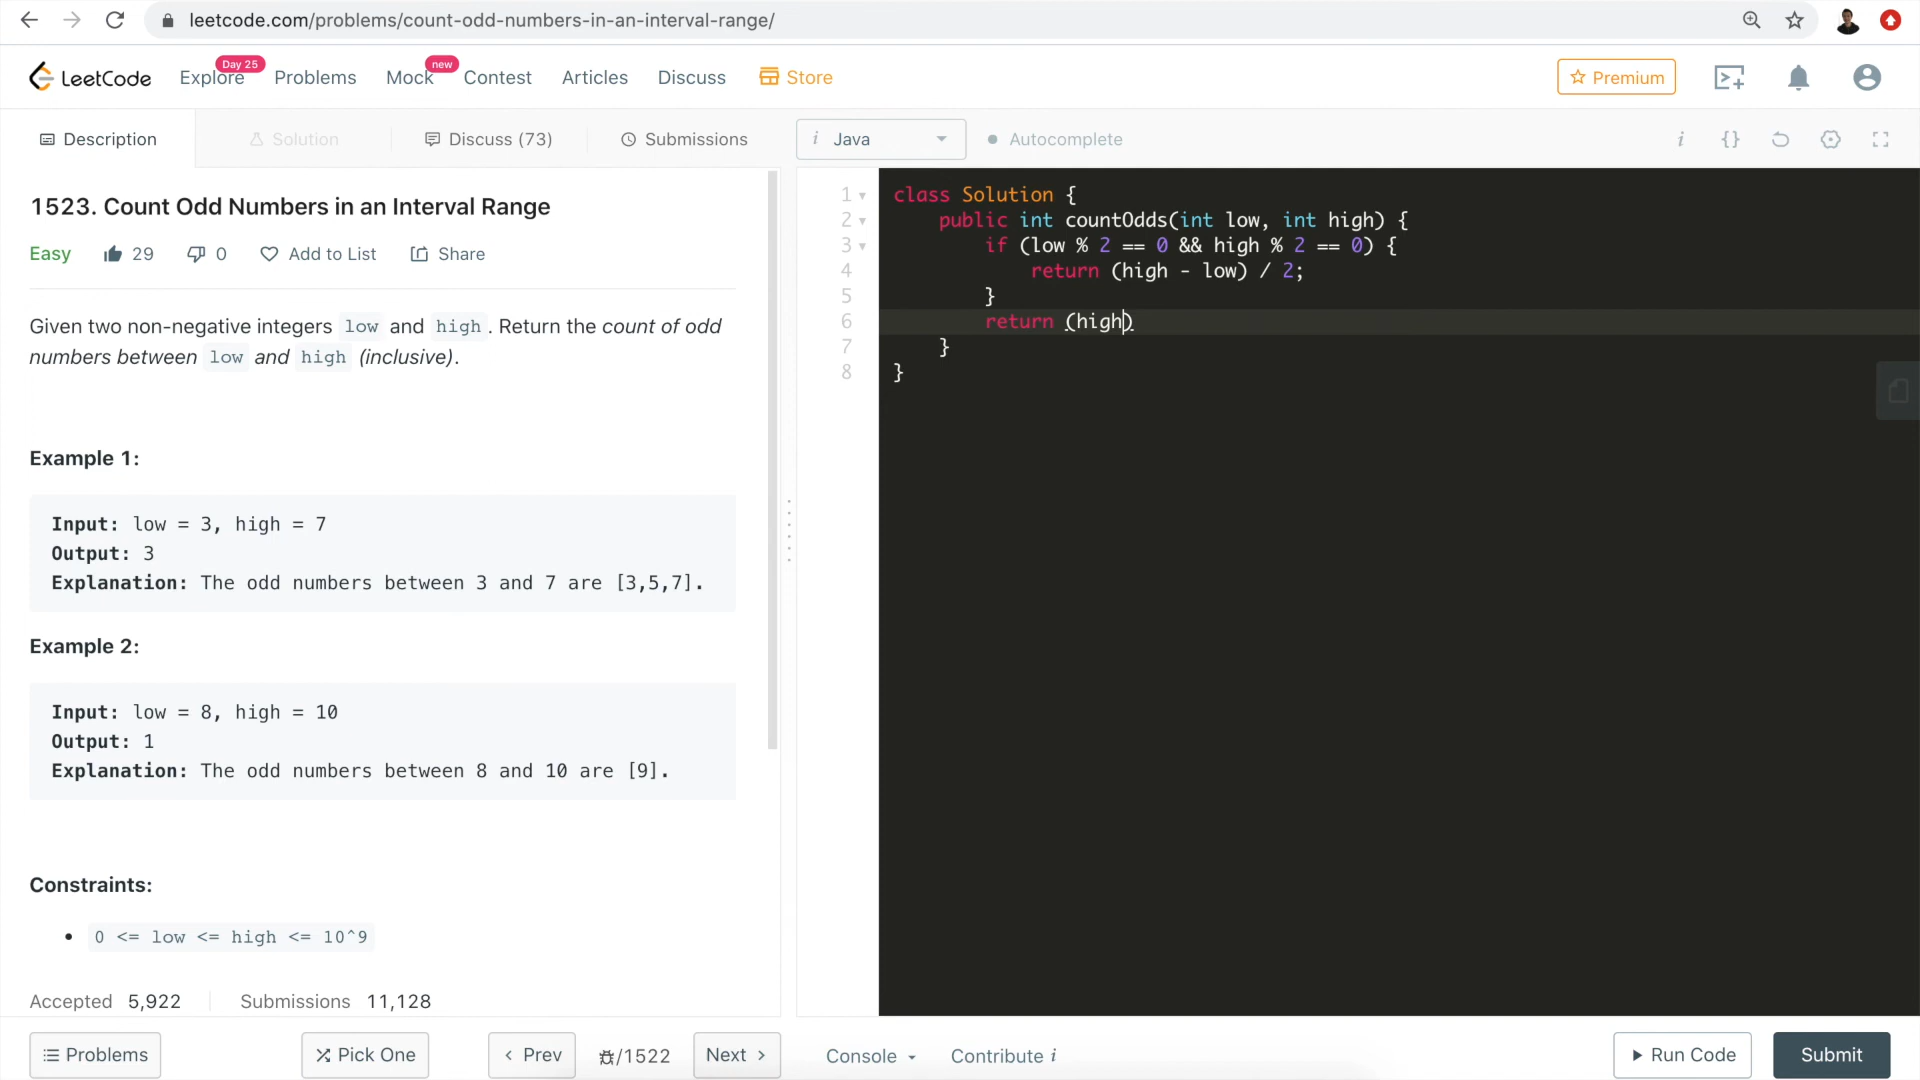 leetcode.com/problems/count-odd-numbers-in-an-interval-range/
LeetCode Explore Day 25 Problems Mock new Contest Articles Discuss Store Premium
Description Solution Discuss (73) Submissions i Java Autocomplete i {}
1523. Count Odd Numbers in an Interval Range
Easy 29 0 Add to List Share
Given two non-negative integers low and high. Return the count of odd
numbers between low and high (inclusive).
Example 1:
Input: low = 3, high = 7
Output: 3
Explanation: The odd numbers between 3 and 7 are [3,5,7].
Example 2:
Input: low = 8, high = 10
Output: 1
Explanation: The odd numbers between 8 and 10 are [9].
Constraints:
• 0 <= low <= high <= 10^9
Accepted 5,922 Submissions 11,128
1 class Solution {
2 public int countOdds(int low, int high) {
3 if (low % 2 == 0 && high % 2 == 0) {
4 return (high - low) / 2;
5 }
6 return (high)
7 }
8 }
Problems Pick One < Prev /1522 Next > Console Contribute i Run Code Submit